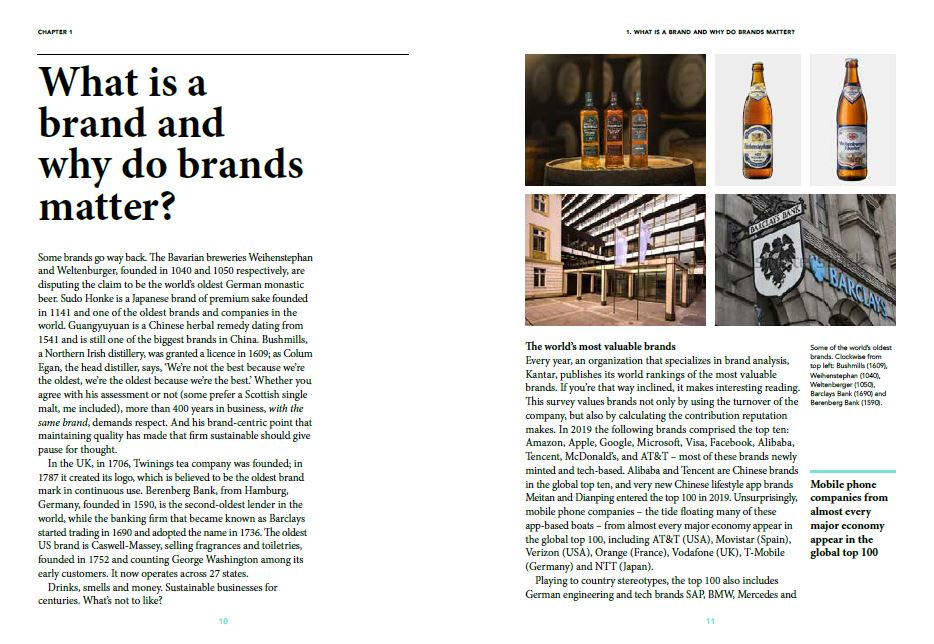 CHAPTER 1
What is a
brand and
why do brands
matter?
Some brands go way back. The Bavarian breweries Weihenstephan
and Weltenburger, founded in 1040 and 1050 respectively, are
disputing the claim to be the world's oldest German monastic
beer. Sudo Honke is a Japanese brand of premium sake founded
in 1141 and one of the oldest brands and companies in the
world. Guangyuyuan is a Chinese herbal remedy dating from
1541 and is still one of the biggest brands in China. Bushmills,
a Northern Irish distillery, was granted a licence in 1609; as Colum
Egan, the head distiller, says, 'We're not the best because we're
the oldest, we're the oldest because we're the best.' Whether you
agree with his assessment or not (some prefer a Scottish single
malt, me included), more than 400 years in business, with the
same brand, demands respect. And his brand-centric point that
maintaining quality has made that firm sustainable should give
pause for thought.
In the UK, in 1706, Twinings tea company was founded; in
1787 it created its logo, which is believed to be the oldest brand
mark in continuous use. Berenberg Bank, from Hamburg,
Germany, founded in 1590, is the second-oldest lender in the
world, while the banking firm that became known as Barclays
started trading in 1690 and adopted the name in 1736. The oldest
US brand is Caswell-Massey, selling fragrances and toiletries,
founded in 1752 and counting George Washington among its
early customers. It now operates across 27 states.
Drinks, smells and money. Sustainable businesses for
centuries. What's not to like?
10
1. WHAT IS A BRAND AND WHY DO BRANDS MATTER?
Weihenstephan
BARCLAYS BANK
BARCLAYS
The world's most valuable brands
Every year, an organization that specializes in brand analysis,
Kantar, publishes its world rankings of the most valuable
brands. If you're that way inclined, it makes interesting reading.
This survey values brands not only by using the turnover of the
company, but also by calculating the contribution reputation
makes. In 2019 the following brands comprised the top ten:
Amazon, Apple, Google, Microsoft, Visa, Facebook, Alibaba,
Tencent, McDonald's, and AT&T – most of these brands newly
minted and tech-based. Alibaba and Tencent are Chinese brands
in the global top ten, and very new Chinese lifestyle app brands
Meitan and Dianping entered the top 100 in 2019. Unsurprisingly,
mobile phone companies – the tide floating many of these
app-based boats – from almost every major economy appear in
the global top 100, including AT&T (USA), Movistar (Spain),
Verizon (USA), Orange (France), Vodafone (UK), T-Mobile
(Germany) and NTT (Japan).
Playing to country stereotypes, the top 100 also includes
German engineering and tech brands SAP, BMW, Mercedes and
Some of the world's oldest
brands. Clockwise from
top left: Bushmills (1609),
Weihenstephan (1040),
Weltenberger (1050),
Barclays Bank (1690) and
Berenberg Bank (1590).
Mobile phone
companies from
almost every
major economy
appear in the
global top 100
11